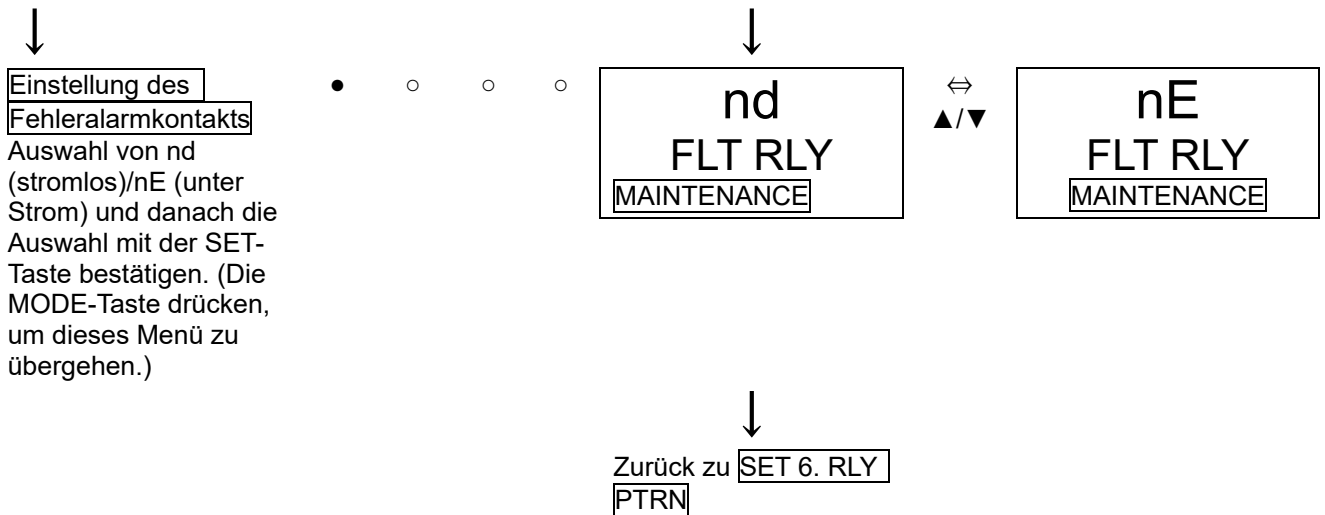 ↓ ↓
Einstellung des
Fehleralarmkontakts
Auswahl von nd
(stromlos)/nE (unter
Strom) und danach die
Auswahl mit der SET-
Taste bestätigen. (Die
MODE-Taste drücken,
um dieses Menü zu
übergehen.)
● ○ ○ ○
nd
FLT RLY
MAINTENANCE
⇔
▲/▼
nE
FLT RLY
MAINTENANCE
↓
Zurück zu SET 6. RLY
PTRN